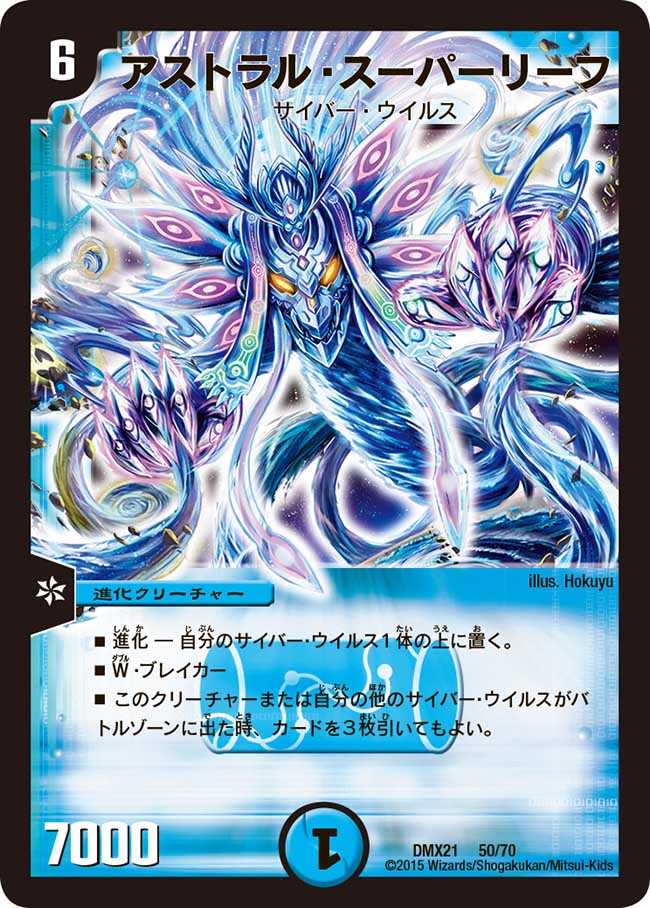 6
アストラル・スーパーリーフ
サイバー・ウイルス
illus. Hokuyu
進化クリーチャー
■ 進化 — 自分のサイバー・ウイルス1体の上に置く。
■ W・ブレイカー
■ このクリーチャーまたは自分の他のサイバー・ウイルスがバ
トルゾーンに出た時、カードを3枚引いてもよい。
7000
1
DMX21 50/70
©2015 Wizards/Shogakukan/Mitsui-Kids